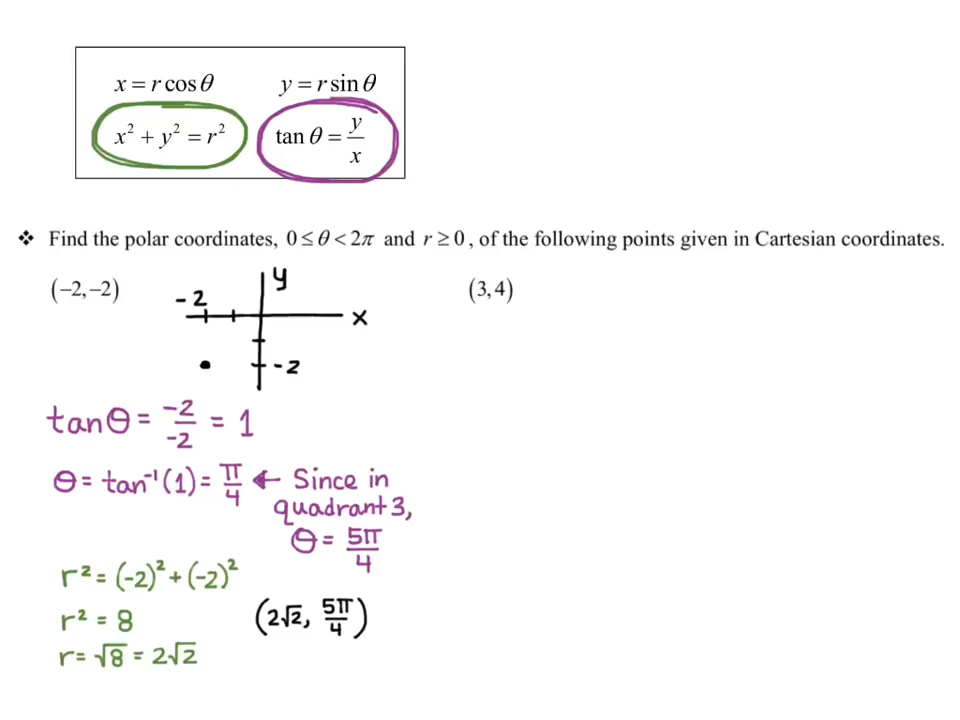 x = r cos θ    y = r sin θ
x² + y² = r²    tan θ = y/x
❖ Find the polar coordinates, 0 ≤ θ < 2π and r ≥ 0, of the following points given in Cartesian coordinates.
(−2, −2)    (3, 4)
y
-2
x
-2
tanθ = -2/-2 = 1
θ = tan⁻¹(1) = π/4 ← Since in
quadrant 3,
θ = 5π/4
r² = (-2)² + (-2)²
r² = 8
(2√2, 5π/4)
r = √8 = 2√2